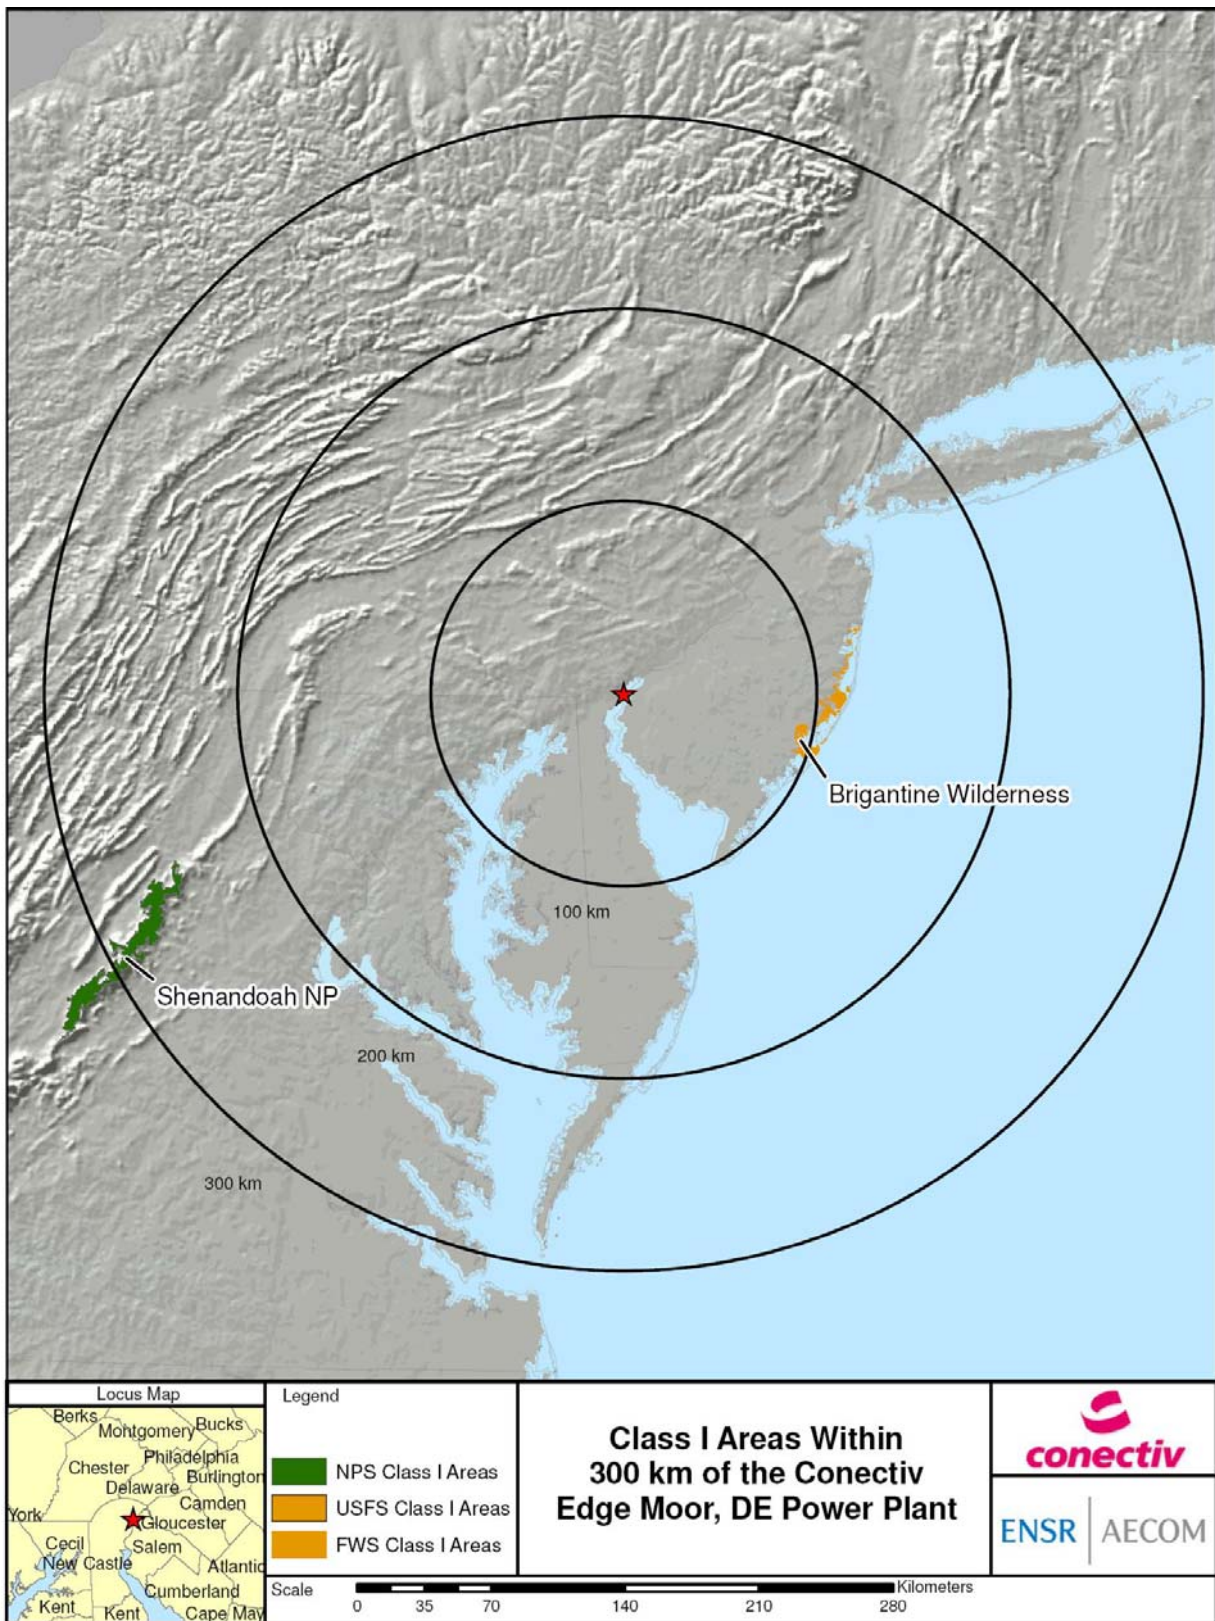 Brigantine Wilderness
100 km
Shenandoah NP
200 km
300 km
Locus Map
Berks
Montgomery
Bucks
Philadelphia
Chester
Burlington
Delaware
Camden
York
Gloucester
Cecil
Salem
New Castle
Atlantic
Cumberland
Kent
Kent
Cape May
Legend
NPS Class I Areas
USFS Class I Areas
FWS Class I Areas
Class I Areas Within
300 km of the Conectiv
Edge Moor, DE Power Plant
conectiv
ENSR | AECOM
Scale
Kilometers
0 35 70 140 210 280